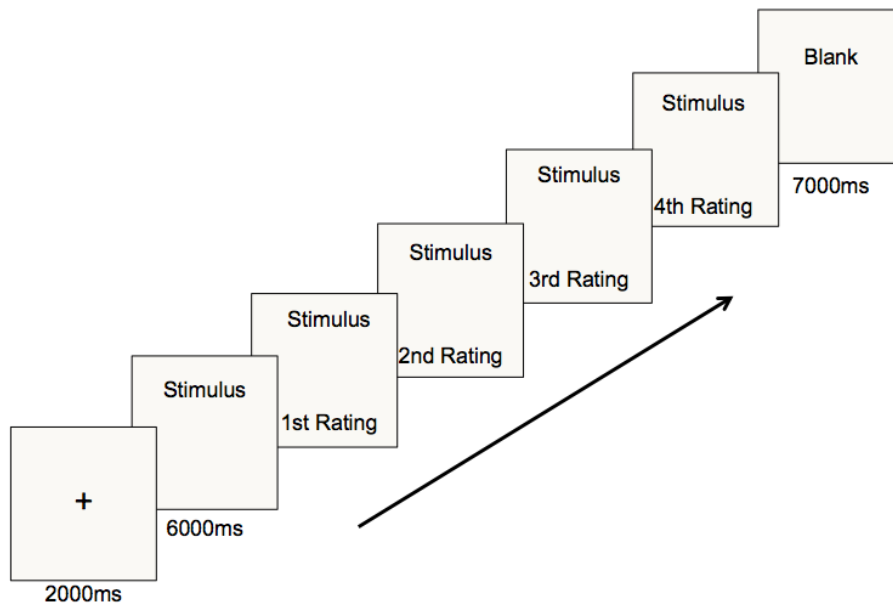 +
2000ms
Stimulus
6000ms
Stimulus
1st Rating
Stimulus
2nd Rating
Stimulus
3rd Rating
Stimulus
4th Rating
Blank
7000ms